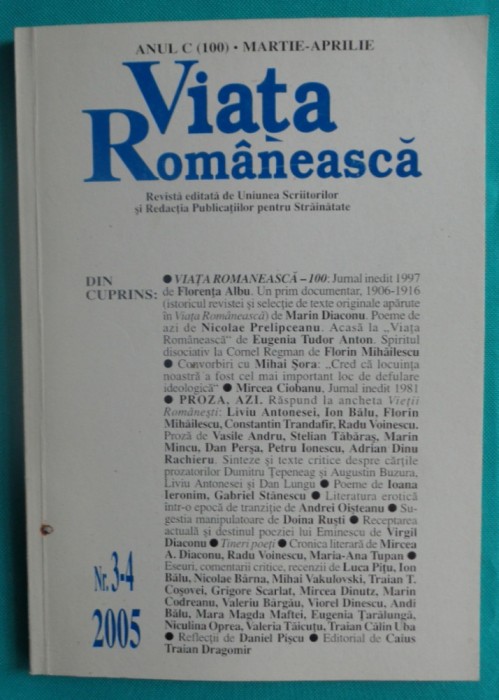 ANUL C (100) • MARTIE-APRILIE
Viața
Românească
Revistă editată de Uniunea Scriitorilor
și Redacția Publicațiilor pentru Străinătate
DIN
CUPRINS:
● VIAȚA ROMANEASCĂ – 100: Jurnal inedit 1997
de Florența Albu. Un prim documentar, 1906-1916
(istoricul revistei și selecție de texte originale apărute
în Viața Românească) de Marin Diaconu. Poeme de
azi de Nicolae Prelipceanu. Acasă la „Viața
Românească“ de Eugenia Tudor Anton. Spiritul
disociativ la Cornel Regman de Florin Mihăilescu
● Convorbiri cu Mihai Șora: „Cred că locuința
noastră a fost cel mai important loc de defulare
ideologică“ ● Mircea Ciobanu, Jurnal inedit 1981
● PROZA, AZI. Răspund la ancheta Vieții
Românești: Liviu Antonesei, Ion Bălu, Florin
Mihăilescu, Constantin Trandafir, Radu Voinescu.
Proză de Vasile Andru, Stelian Tăbăraș, Marin
Mincu, Dan Perșa, Petru Ionescu, Adrian Dinu
Rachieru. Sinteze și texte critice despre cărțile
prozatorilor Dumitru Țepeneag și Augustin Buzura,
Liviu Antonesei și Dan Lungu ● Poeme de Ioana
Ieronim, Gabriel Stănescu ● Literatura erotică
într-o epocă de tranziție de Andrei Oișteanu ● Su-
gestia manipulatoare de Doina Ruști ● Receptarea
actuală și destinul poeziei lui Eminescu de Virgil
Diaconu ● Tineri poeți ● Cronica literară de Mircea
A. Diaconu, Radu Voinescu, Maria-Ana Tupan ●
Eseuri, comentarii critice, recenzii de Luca Pițu, Ion
Bălu, Nicolae Bârna, Mihai Vakulovski, Traian T.
Coșovei, Grigore Scarlat, Mircea Dinutz, Marin
Codreanu, Valeriu Bârgău, Viorel Dinescu, Andi
Bălu, Mara Magda Maftei, Eugenia Țarălungă,
Niculina Oprea, Valeria Tăicuțu, Traian Călin Uba
● Reflecții de Daniel Pișcu ● Editorial de Caius
Traian Dragomir
Nr. 3-4
2005